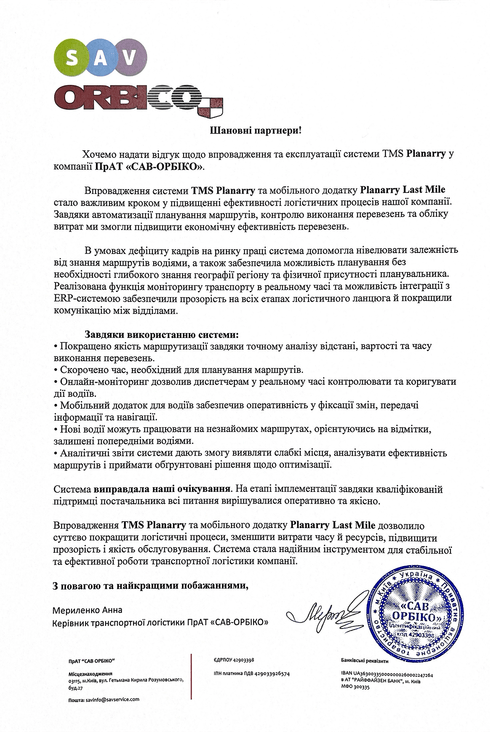 SAV
ORBICO
Шановні партнери!
Хочемо надати відгук щодо впровадження та експлуатації системи TMS Planarry у
компанії ПрАТ «САВ-ОРБІКО».
Впровадження системи TMS Planarry та мобільного додатку Planarry Last Mile
стало важливим кроком у підвищенні ефективності логістичних процесів нашої компанії.
Завдяки автоматизації планування маршрутів, контролю виконання перевезень та обліку
витрат ми змогли підвищити економічну ефективність перевезень.
В умовах дефіциту кадрів на ринку праці система допомогла нівелювати залежність
від знання маршрутів водіями, а також забезпечила можливість планування без
необхідності глибокого знання географії регіону та фізичної присутності планувальника.
Реалізована функція моніторингу транспорту в реальному часі та можливість інтеграції з
ERP-системою забезпечили прозорість на всіх етапах логістичного ланцюга й покращили
комунікацію між відділами.
Завдяки використанню системи:
• Покращено якість маршрутизації завдяки точному аналізу відстані, вартості та часу
виконання перевезень.
• Скорочено час, необхідний для планування маршрутів.
• Онлайн-моніторинг дозволив диспетчерам у реальному часі контролювати та коригувати
дії водіїв.
• Мобільний додаток для водіїв забезпечив оперативність у фіксації змін, передачі
інформації та навігації.
• Нові водії можуть працювати на незнайомих маршрутах, орієнтуючись на відмітки,
залишені попередніми водіями.
• Аналітичні звіти системи дають змогу виявляти слабкі місця, аналізувати ефективність
маршрутів і приймати обґрунтовані рішення щодо оптимізації.
Система виправдала наші очікування. На етапі імплементації завдяки кваліфікованій
підтримці постачальника всі питання вирішувалися оперативно та якісно.
Впровадження TMS Planarry та мобільного додатку Planarry Last Mile дозволило
суттєво покращити логістичні процеси, зменшити витрати часу й ресурсів, підвищити
прозорість і якість обслуговування. Система стала надійним інструментом для стабільної
та ефективної роботи транспортної логістики компанії.
З повагою та найкращими побажаннями,
Мериленко Анна
Керівник транспортної логістики ПрАТ «САВ-ОРБІКО»
м.Київ * Україна * Приватне акціонерне товариство
«САВ
ОРБІКО»
Ідентифікаційний
код 42903398
ПрАТ "САВ ОРБІКО"
Місцезнаходження
03115, м.Київ, вул. Гетьмана Кирила Розумовського,
буд.27
Пошта: savinfo@savservice.com
ЄДРПОУ 42903398
ІПН платника ПДВ 429033926574
Банківські реквізити
в АТ "РАЙФФАЙЗЕН БАНК", м. Київ
МФО 300335